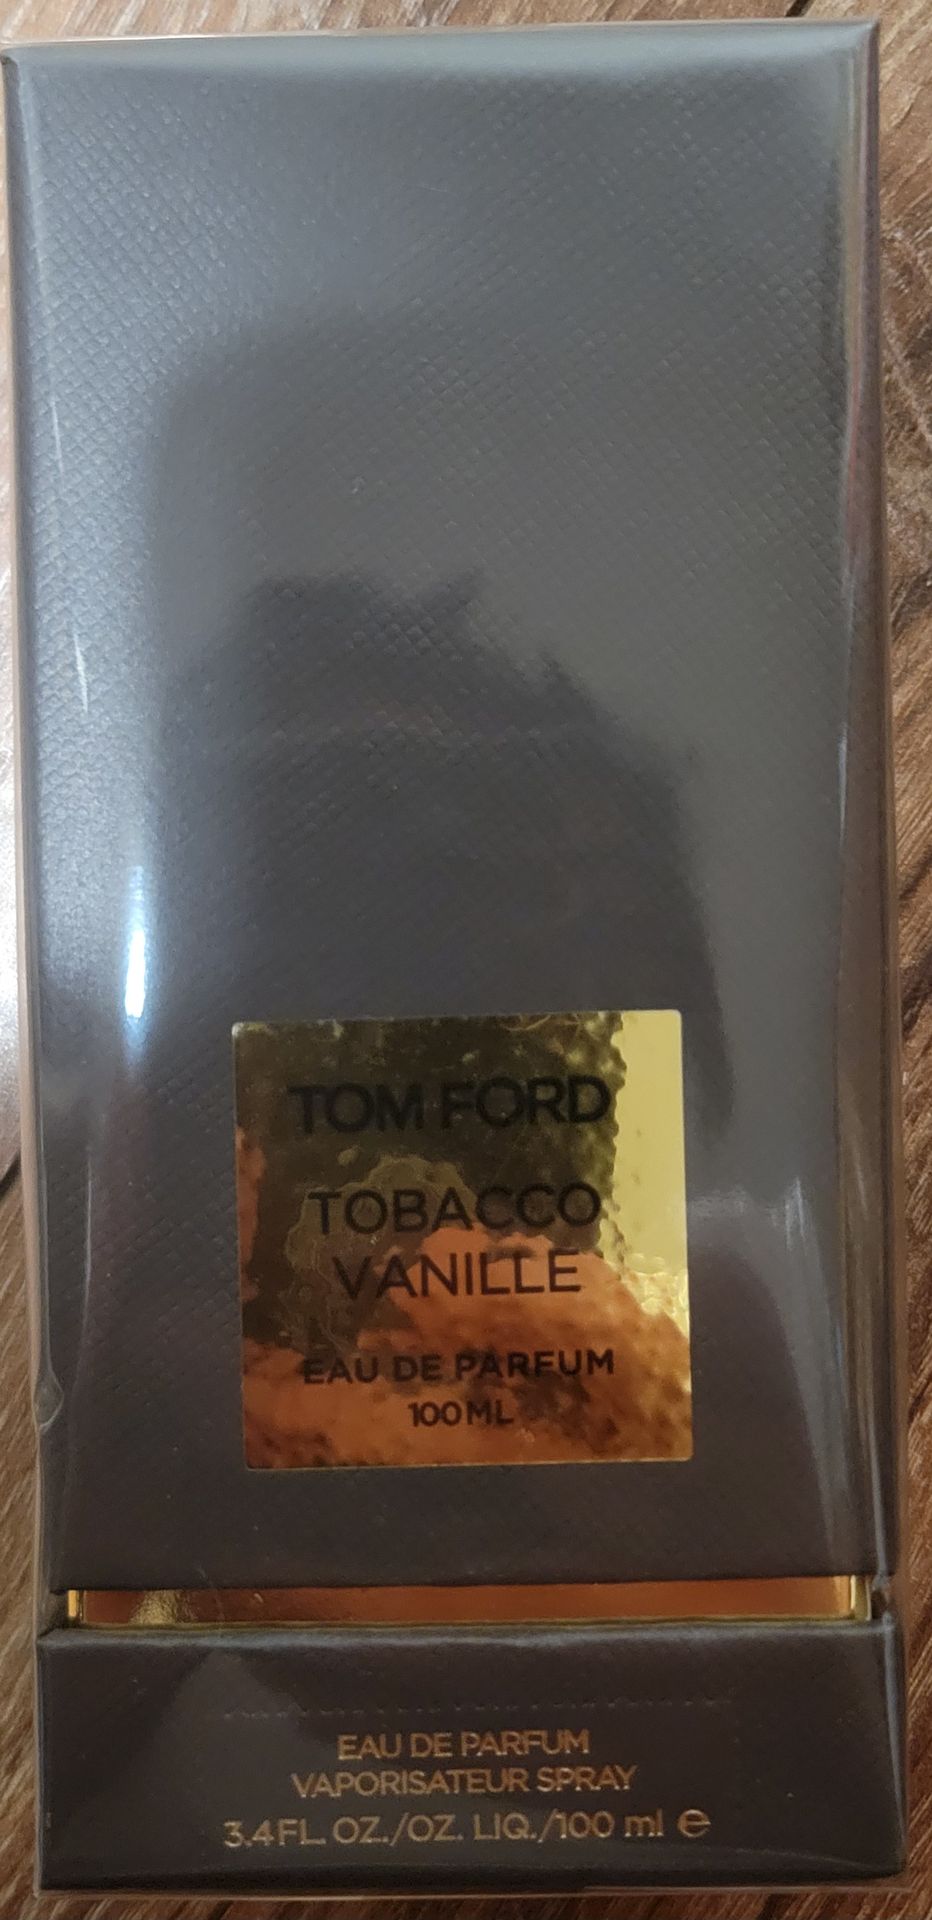 TOM FORD
TOBACCO
VANILLE
EAU DE PARFUM
100ML
EAU DE PARFUM
VAPORISATEUR SPRAY
3.4FL. OZ./OZ. LIQ./100 ml ℮